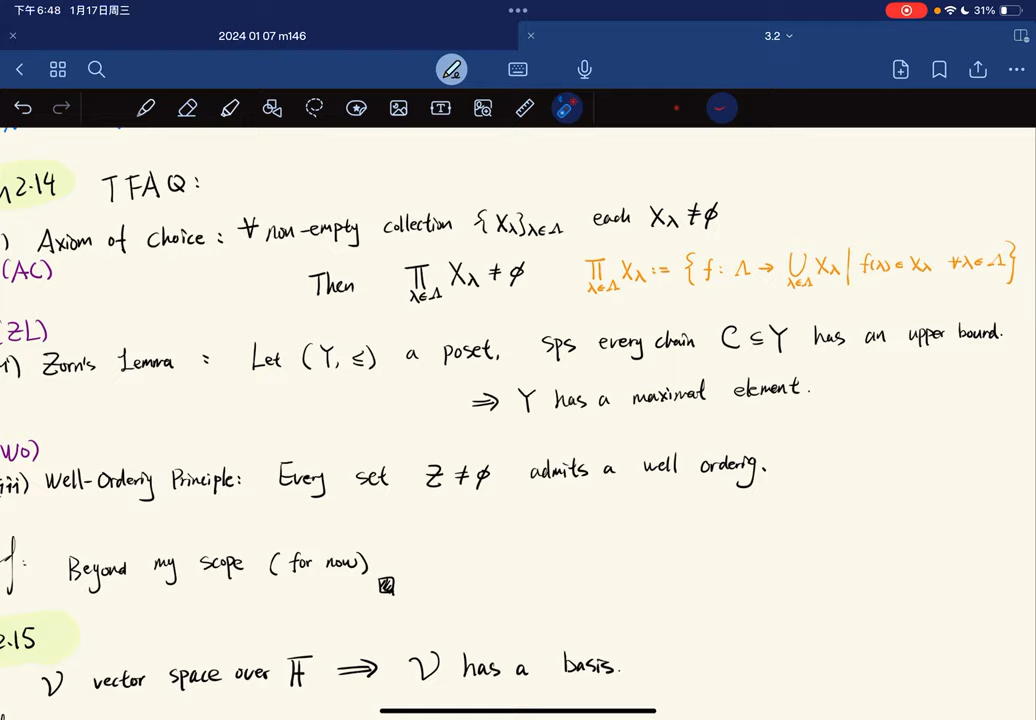 下午6:48 1月17日周三 31%
2024 01 07 m146 3.2
2.14 TFAQ:
) Axiom of Choice: ∀ non-empty collection {Xλ}λ∈Λ each Xλ ≠ ∅
(AC)
Then ∏λ∈Λ Xλ ≠ ∅ ∏λ∈Λ Xλ := { f: Λ → ⋃λ∈Λ Xλ | f(λ) ∈ Xλ ∀λ∈Λ }
(ZL)
i) Zorn's Lemma : Let (Y, ≤) a poset, sps every chain C ⊆ Y has an upper bound.
⇒ Y has a maximal element.
WO)
iii) Well-Orderig Principle: Every set Z ≠ ∅ admits a well orderig.
f: Beyond my scope (for now)
2.15
V vector space over F ⇒ V has a basis.